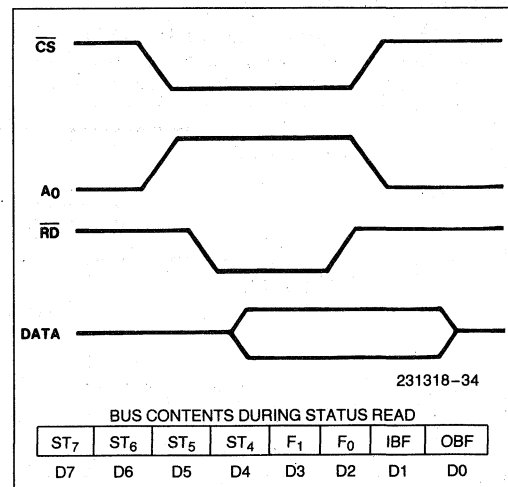 CS
A0
RD
DATA
231318-34
BUS CONTENTS DURING STATUS READ
ST7 ST6 ST5 ST4 F1 F0 IBF OBF
D7 D6 D5 D4 D3 D2 D1 D0